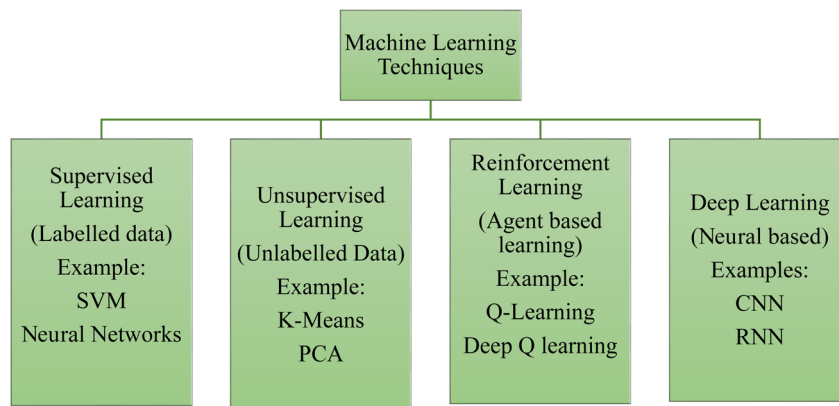 Machine Learning
Techniques
Supervised
Learning
(Labelled data)
Example:
SVM
Neural Networks
Unsupervised
Learning
(Unlabelled Data)
Example:
K-Means
PCA
Reinforcement
Learning
(Agent based
learning)
Example:
Q-Learning
Deep Q learning
Deep Learning
(Neural based)
Examples:
CNN
RNN